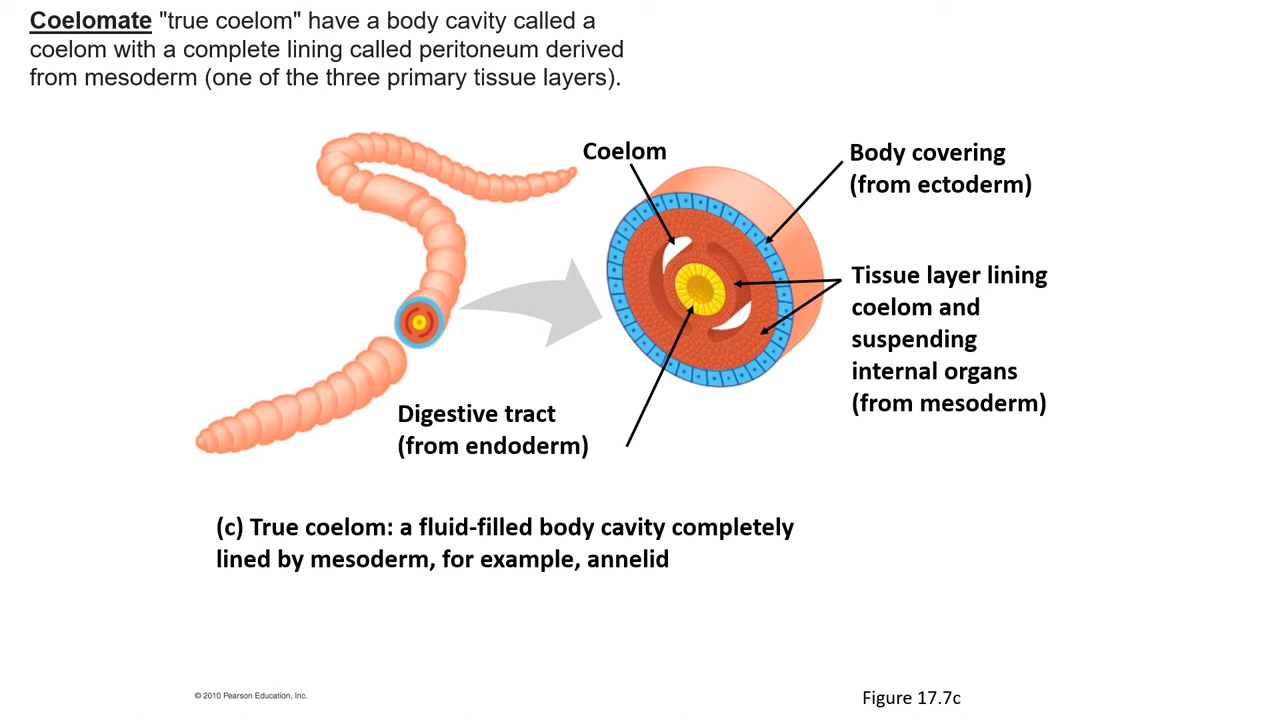 Coelomate "true coelom" have a body cavity called a
coelom with a complete lining called peritoneum derived
from mesoderm (one of the three primary tissue layers).
Coelom
Body covering
(from ectoderm)
Tissue layer lining
coelom and
suspending
internal organs
(from mesoderm)
Digestive tract
(from endoderm)
(c) True coelom: a fluid-filled body cavity completely
lined by mesoderm, for example, annelid
© 2010 Pearson Education, Inc.
Figure 17.7c